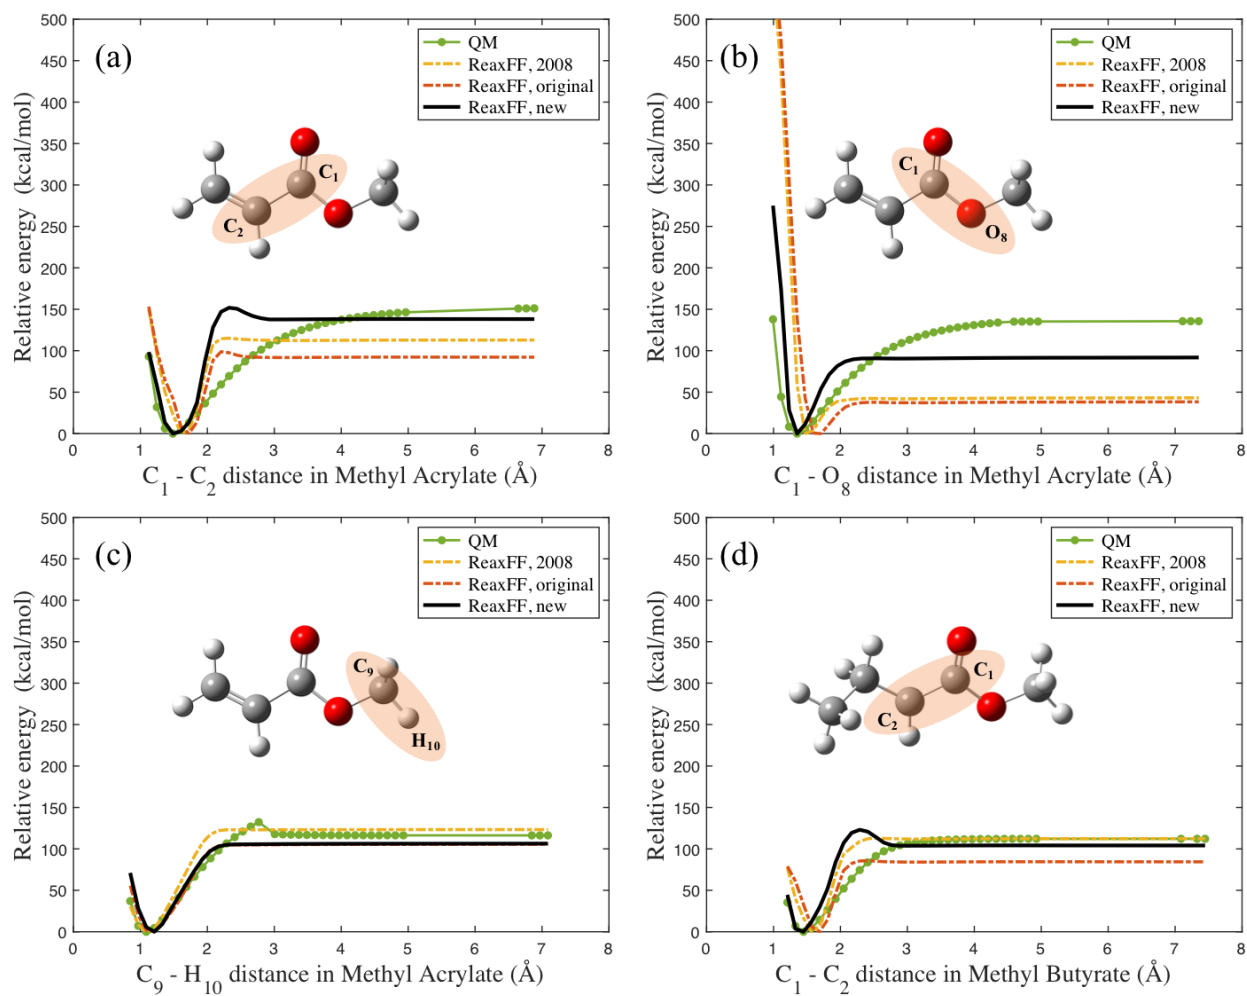 (a)
QM
ReaxFF, 2008
ReaxFF, original
ReaxFF, new
C1
C2
500
450
400
350
300
250
200
150
100
50
0
0 1 2 3 4 5 6 7 8
Relative energy (kcal/mol)
C1 - C2 distance in Methyl Acrylate (Å)
(b)
QM
ReaxFF, 2008
ReaxFF, original
ReaxFF, new
C1
O8
500
450
400
350
300
250
200
150
100
50
0
0 1 2 3 4 5 6 7 8
Relative energy (kcal/mol)
C1 - O8 distance in Methyl Acrylate (Å)
(c)
QM
ReaxFF, 2008
ReaxFF, original
ReaxFF, new
C9
H10
500
450
400
350
300
250
200
150
100
50
0
0 1 2 3 4 5 6 7 8
Relative energy (kcal/mol)
C9 - H10 distance in Methyl Acrylate (Å)
(d)
QM
ReaxFF, 2008
ReaxFF, original
ReaxFF, new
C1
C2
500
450
400
350
300
250
200
150
100
50
0
0 1 2 3 4 5 6 7 8
Relative energy (kcal/mol)
C1 - C2 distance in Methyl Butyrate (Å)